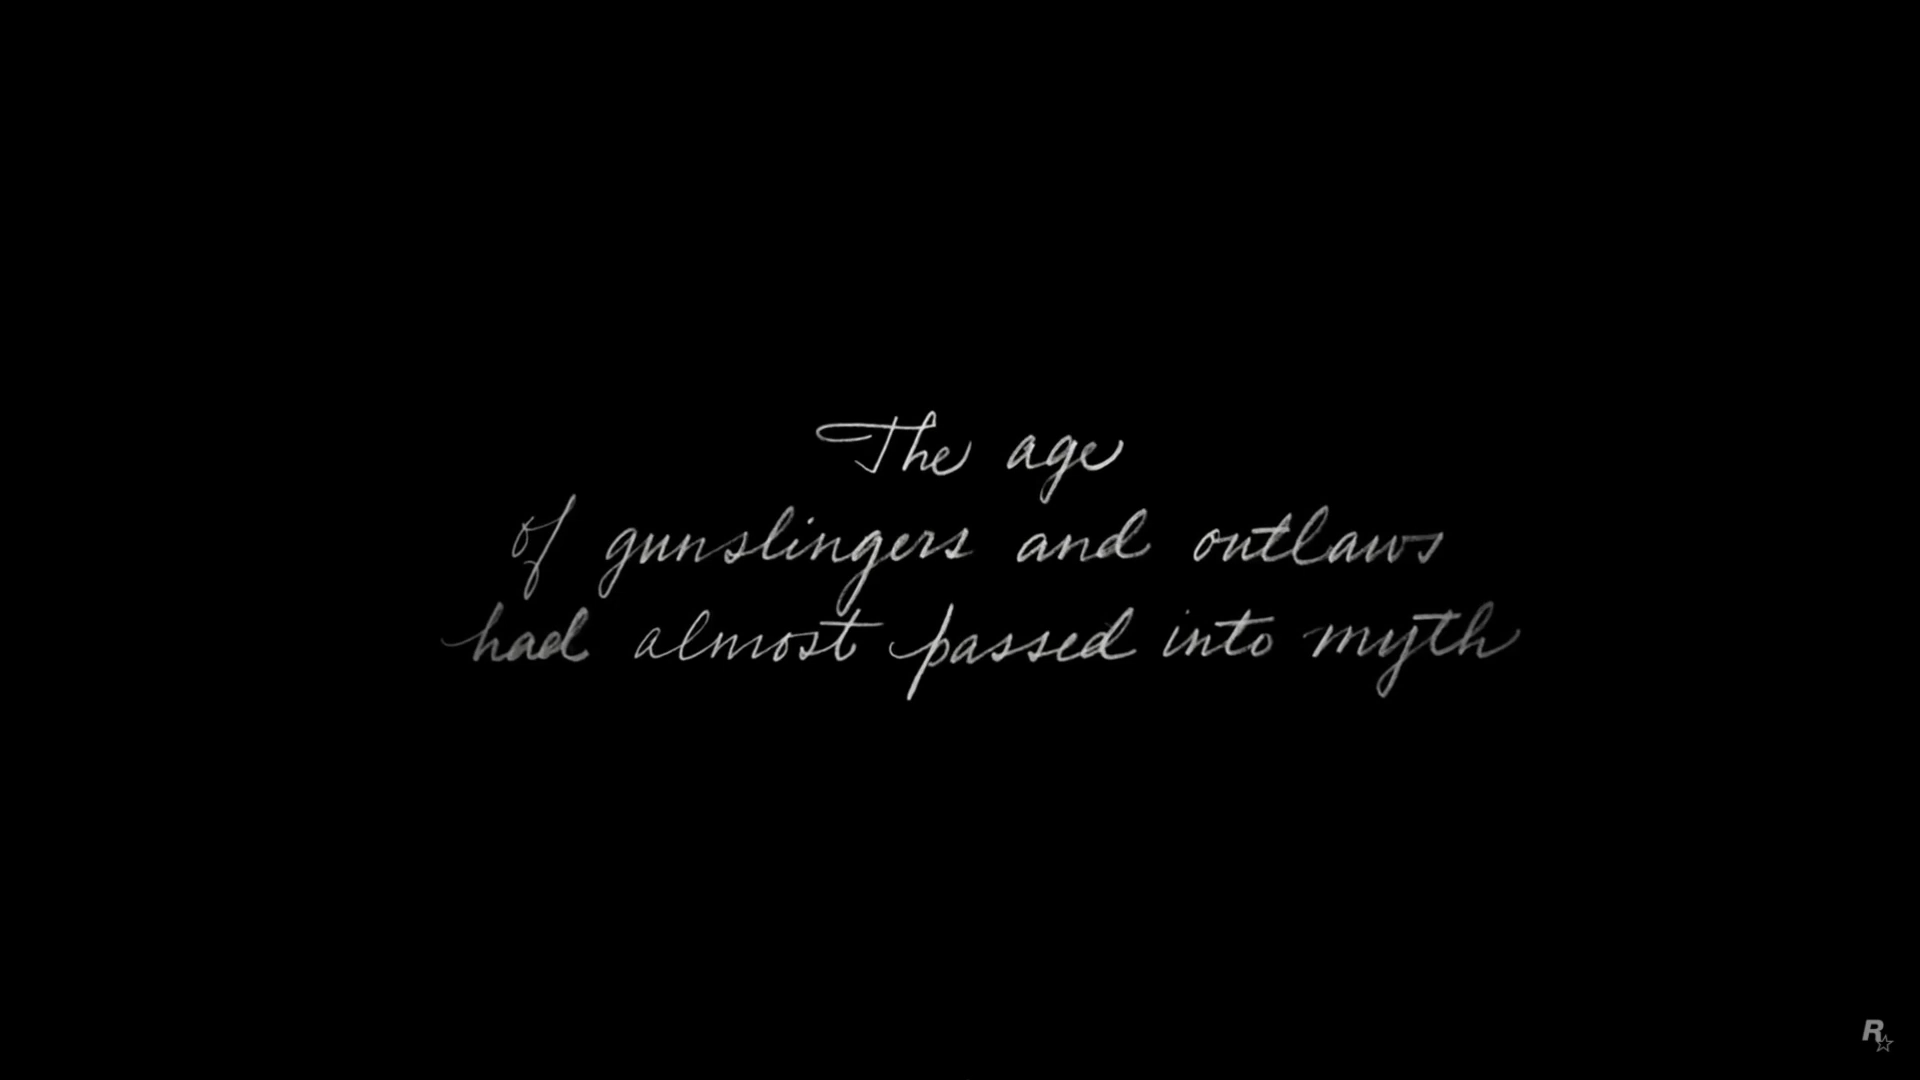 The age
of gunslingers and outlaws
had almost passed into myth
R